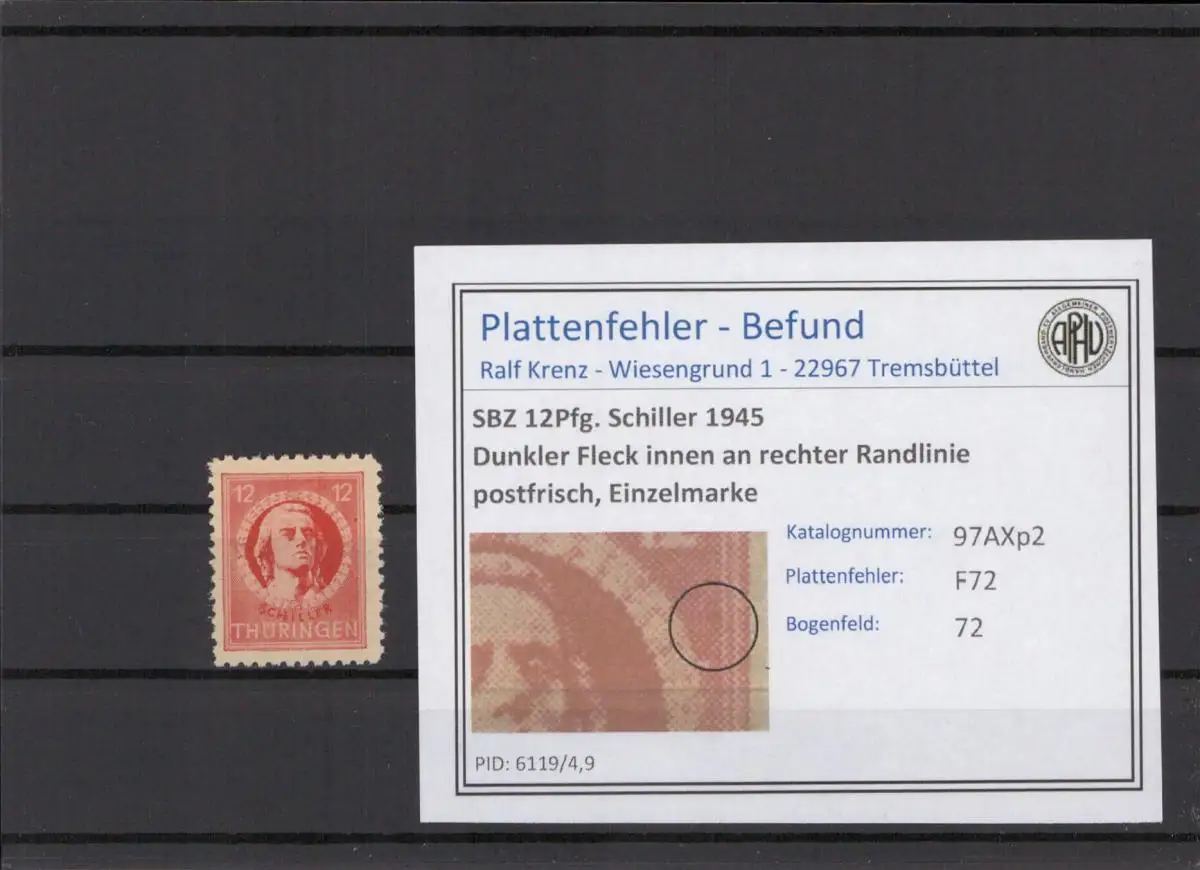 12 12
SCHILLER
THÜRINGEN
Plattenfehler - Befund
Ralf Krenz - Wiesengrund 1 - 22967 Tremsbüttel
APHV
SBZ 12Pfg. Schiller 1945
Dunkler Fleck innen an rechter Randlinie
postfrisch, Einzelmarke
Katalognummer: 97AXp2
Plattenfehler: F72
Bogenfeld: 72
PID: 6119/4,9